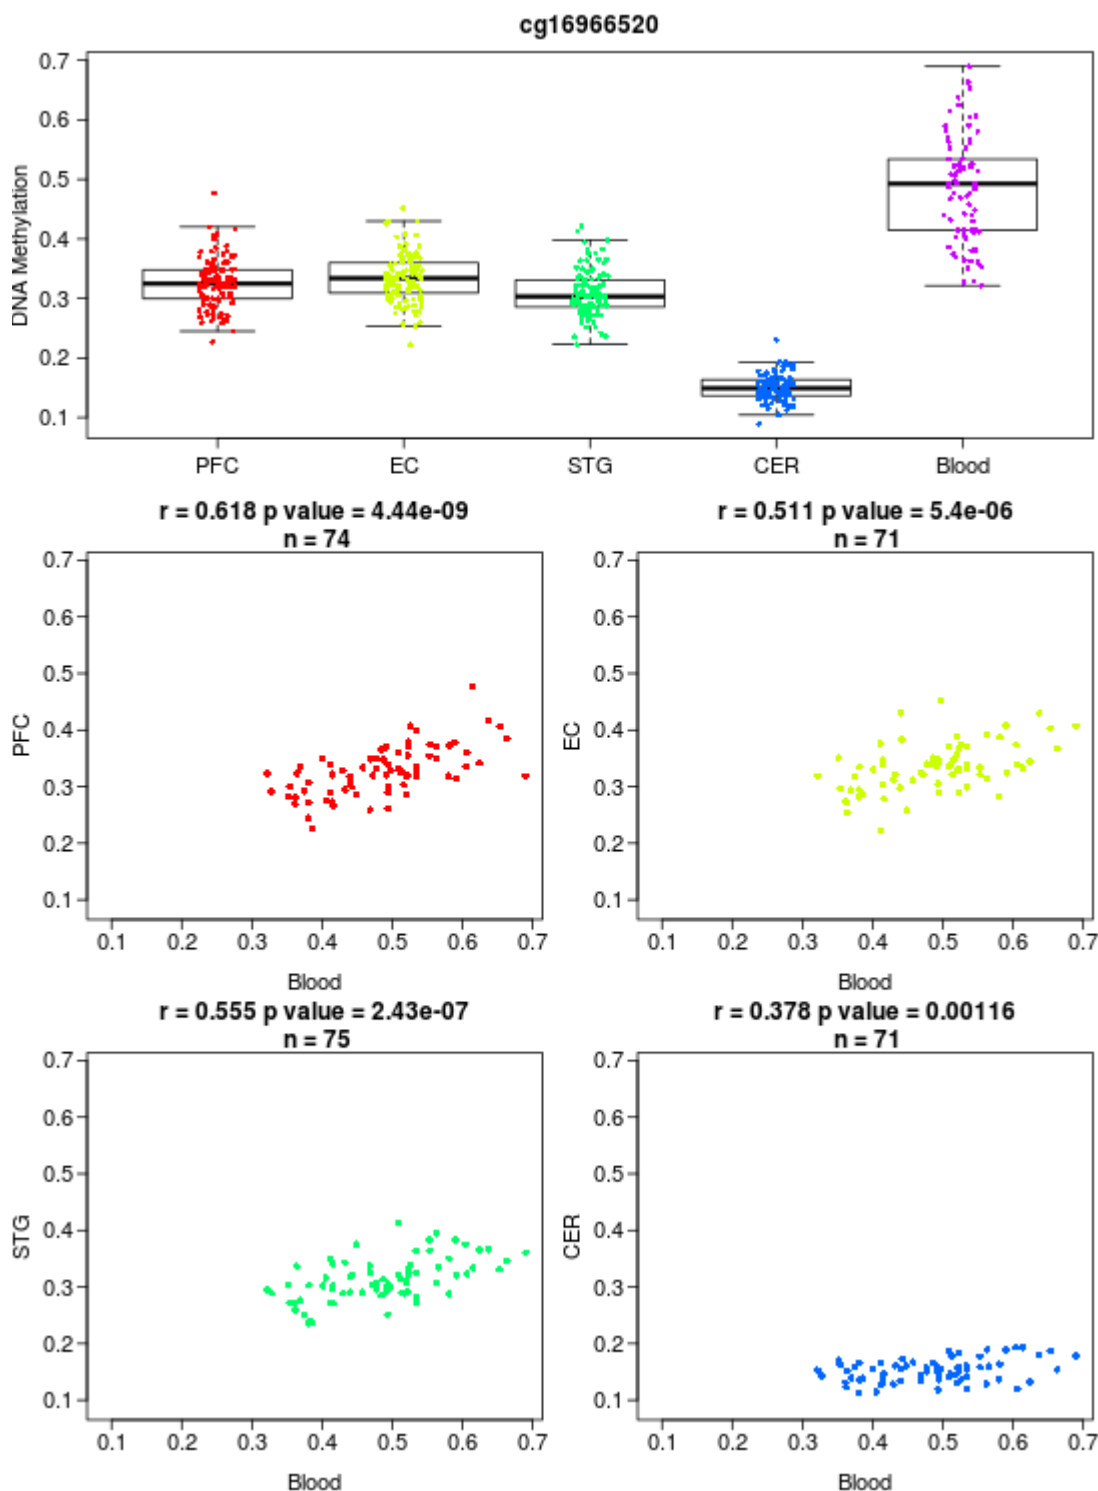 cg16966520
DNA Methylation
0.7
0.6
0.5
0.4
0.3
0.2
0.1
PFC EC STG CER Blood
r = 0.618 p value = 4.44e-09
n = 74
PFC
0.7
0.6
0.5
0.4
0.3
0.2
0.1
0.1 0.2 0.3 0.4 0.5 0.6 0.7
Blood
r = 0.511 p value = 5.4e-06
n = 71
EC
0.7
0.6
0.5
0.4
0.3
0.2
0.1
0.1 0.2 0.3 0.4 0.5 0.6 0.7
Blood
r = 0.555 p value = 2.43e-07
n = 75
STG
0.7
0.6
0.5
0.4
0.3
0.2
0.1
0.1 0.2 0.3 0.4 0.5 0.6 0.7
Blood
r = 0.378 p value = 0.00116
n = 71
CER
0.7
0.6
0.5
0.4
0.3
0.2
0.1
0.1 0.2 0.3 0.4 0.5 0.6 0.7
Blood